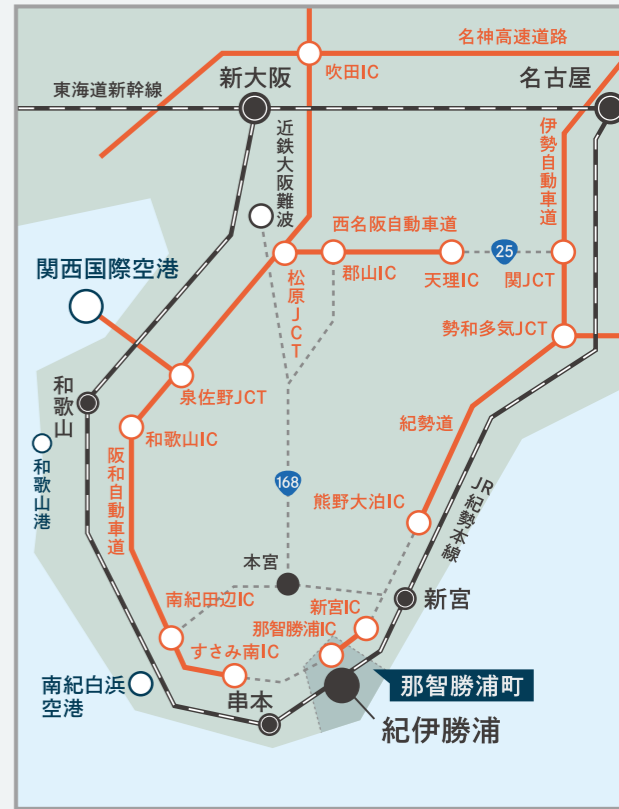 名神高速道路
吹田IC
東海道新幹線
新大阪
名古屋
近鉄大阪難波
伊勢自動車道
西名阪自動車道
25
関西国際空港
松原JCT
郡山IC
天理IC
関JCT
勢和多気JCT
和歌山
泉佐野JCT
紀勢道
和歌山IC
和歌山港
阪和自動車道
168
熊野大泊IC
JR紀勢本線
本宮
南紀田辺IC
新宮IC
新宮
那智勝浦IC
すさみ南IC
南紀白浜
空港
那智勝浦町
串本
紀伊勝浦